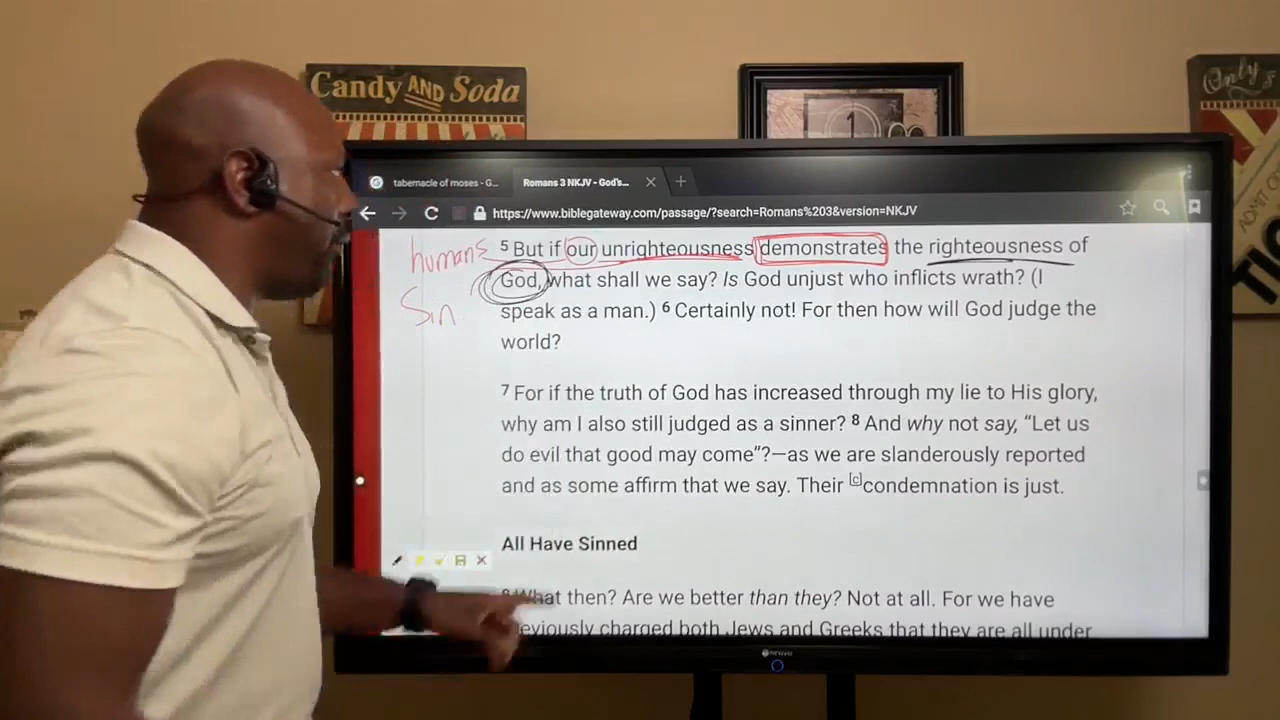 Candy AND Soda
1
Only 5
ADMIT
TIC
tabernacle of moses - G...
Romans 3 NKJV - God's...
https://www.biblegateway.com/passage/?search=Romans%203&version=NKJV
humans
Sin
5 But if our unrighteousness demonstrates the righteousness of
God, what shall we say? Is God unjust who inflicts wrath? (I
speak as a man.) 6 Certainly not! For then how will God judge the
world?
7 For if the truth of God has increased through my lie to His glory,
why am I also still judged as a sinner? 8 And why not say, “Let us
do evil that good may come”?—as we are slanderously reported
and as some affirm that we say. Their [c]condemnation is just.
All Have Sinned
9 What then? Are we better than they? Not at all. For we have
previously charged both Jews and Greeks that they are all under